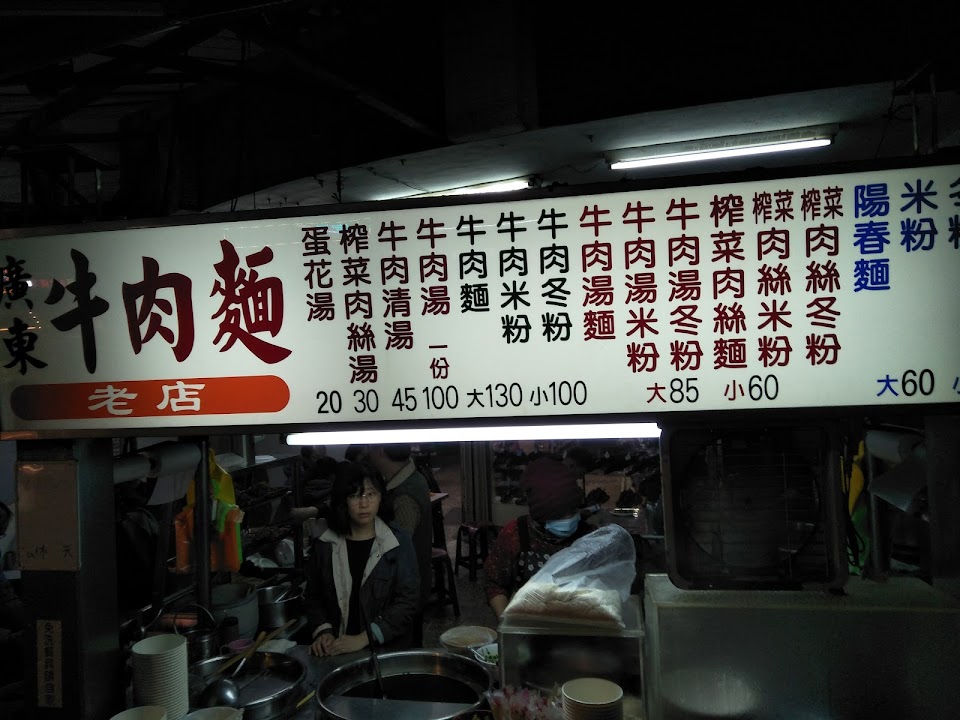 廣東
牛肉麵
老店
蛋花湯
20
榨菜肉絲湯
30
牛肉清湯
45
牛肉湯 一份
100
牛肉麵
牛肉米粉
牛肉冬粉
大130 小100
牛肉湯麵
牛肉湯米粉
牛肉湯冬粉
榨菜肉絲麵
榨菜肉絲米粉
榨菜肉絲冬粉
大85 小60
陽春麵
米粉
大60